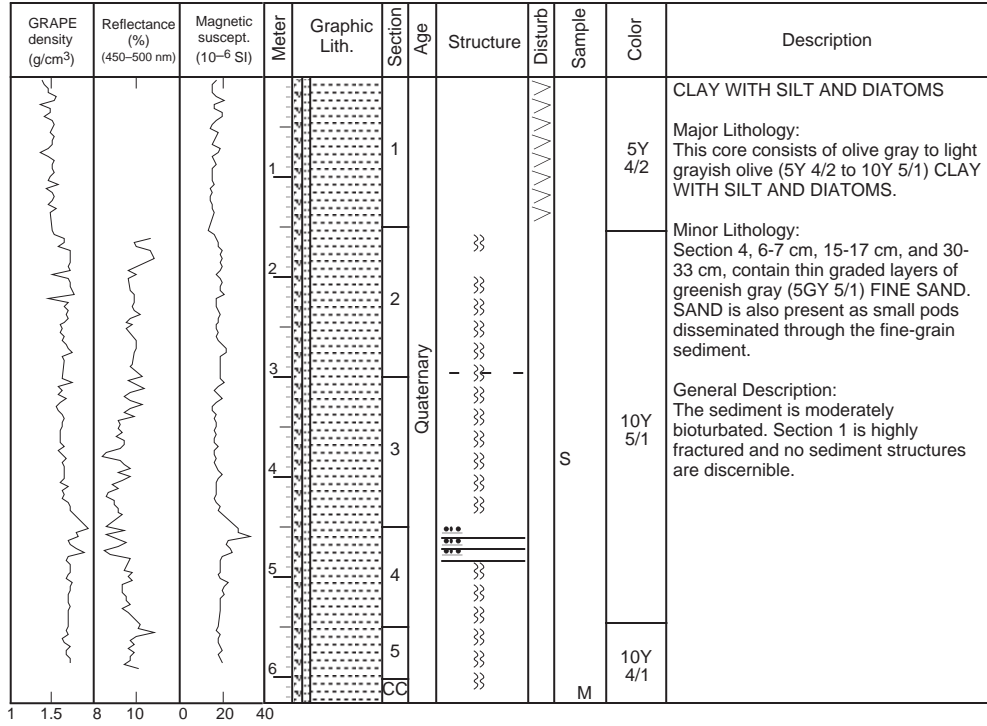 GRAPE
density
(g/cm3)
Reflectance
(%)
(450–500 nm)
Magnetic
suscept.
(10–6 SI)
Meter
Graphic
Lith.
Section
Age
Structure
Disturb
Sample
Color
Description
1
2
3
4
5
6
1
2
3
4
5
CC
Quaternary
S
M
5Y
4/2
10Y
5/1
10Y
4/1
CLAY WITH SILT AND DIATOMS
Major Lithology:
This core consists of olive gray to light
grayish olive (5Y 4/2 to 10Y 5/1) CLAY
WITH SILT AND DIATOMS.
Minor Lithology:
Section 4, 6-7 cm, 15-17 cm, and 30-
33 cm, contain thin graded layers of
greenish gray (5GY 5/1) FINE SAND.
SAND is also present as small pods
disseminated through the fine-grain
sediment.
General Description:
The sediment is moderately
bioturbated. Section 1 is highly
fractured and no sediment structures
are discernible.
1 1.5 8 10 0 20 40